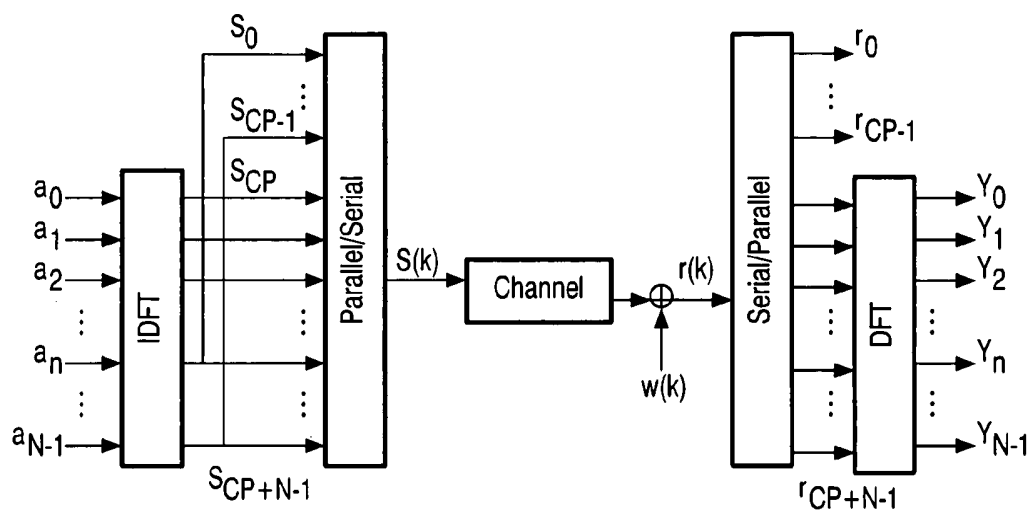 S0
SCP-1
SCP
a0
a1
a2
an
aN-1
IDFT
SCP+N-1
Parallel/Serial
S(k)
Channel
r(k)
w(k)
Serial/Parallel
r0
rCP-1
DFT
rCP+N-1
Y0
Y1
Y2
Yn
YN-1